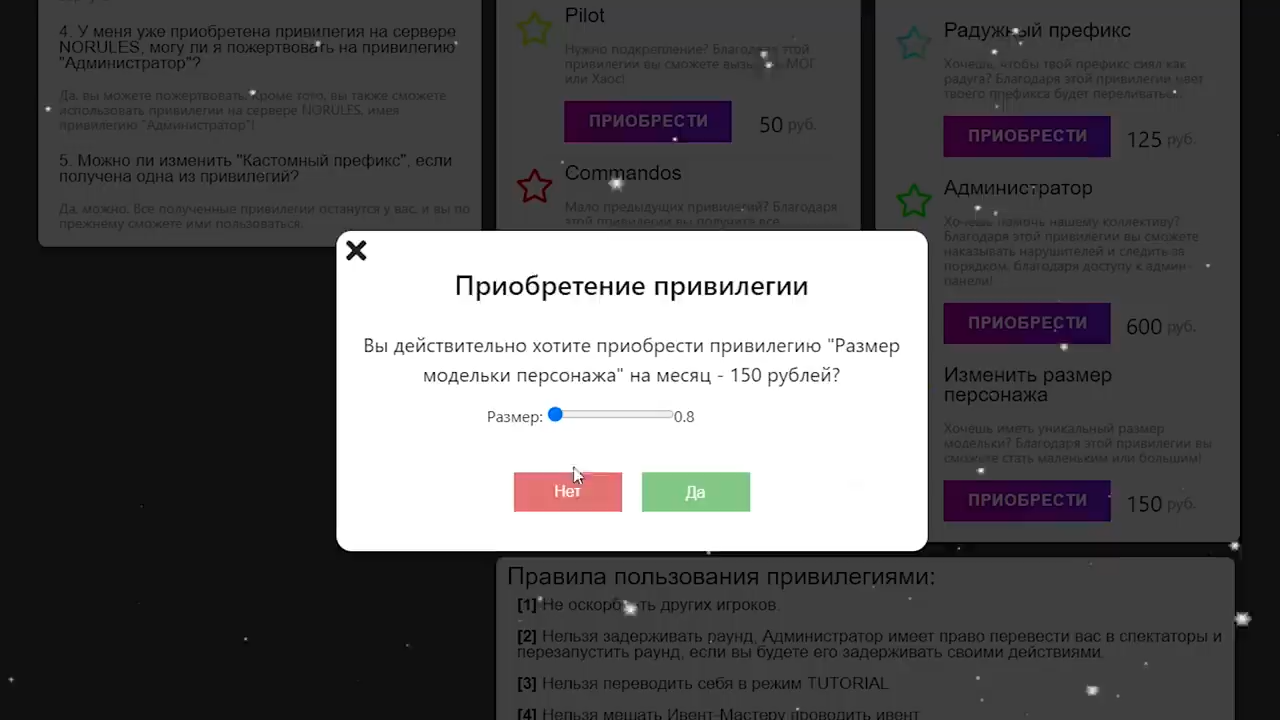 4. У меня уже приобретена привилегия на сервере
NORULES, могу ли я пожертвовать на привилегию
"Администратор"?
Да, вы можете пожертвовать. Кроме того, вы также сможете
использовать привилегии на сервере NORULES, имея
привилегию "Администратор"!
5. Можно ли изменить "Кастомный префикс", если
получена одна из привилегий?
Да, можно. Все полученные привилегии останутся у вас, и вы по
прежнему сможете ими пользоваться.
Pilot
Нужно подкрепление? Благодаря этой
привилегии вы сможете вызвать МОГ
или Хаос!
ПРИОБРЕСТИ 50 руб.
Commandos
Мало предыдущих привилегий? Благодаря
этой привилегии вы получите все
Радужный префикс
Хочешь, чтобы твой префикс сиял как
радуга? Благодаря этой привилегии цвет
твоего префикса будет переливаться.
ПРИОБРЕСТИ 125 руб.
Администратор
Хочешь помочь нашему коллективу?
Благодаря этой привилегии вы сможете
наказывать нарушителей и следить за
порядком, благодаря доступу к админ-
панели!
ПРИОБРЕСТИ 600 руб.
Изменить размер
персонажа
Хочешь иметь уникальный размер
модельки? Благодаря этой привилегии вы
сможете стать маленьким или большим!
ПРИОБРЕСТИ 150 руб.
Приобретение привилегии
Вы действительно хотите приобрести привилегию "Размер
модельки персонажа" на месяц - 150 рублей?
Размер: 0.8
Нет Да
Правила пользования привилегиями:
[1] Не оскорблять других игроков.
[2] Нельзя задерживать раунд, Администратор имеет право перевести вас в спектаторы и
перезапустить раунд, если вы будете его задерживать своими действиями.
[3] Нельзя переводить себя в режим TUTORIAL
[4] Нельзя мешать Ивент-Мастеру проводить ивент